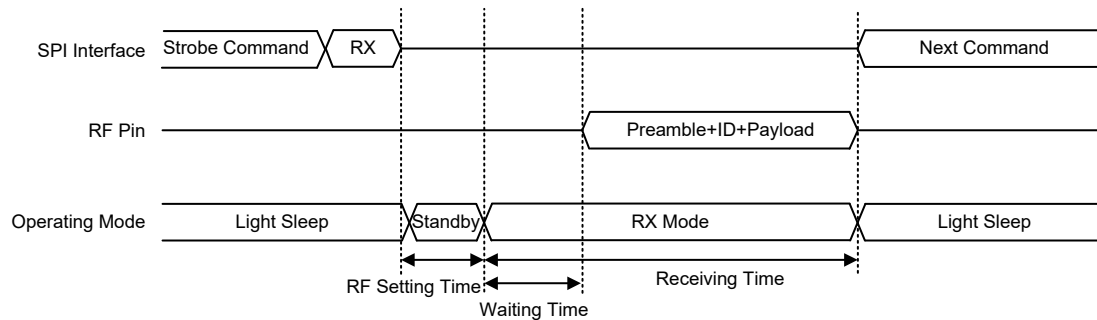 SPI Interface Strobe Command RX Next Command
RF Pin Preamble+ID+Payload
Operating Mode Light Sleep Standby RX Mode Light Sleep
RF Setting Time Receiving Time
Waiting Time